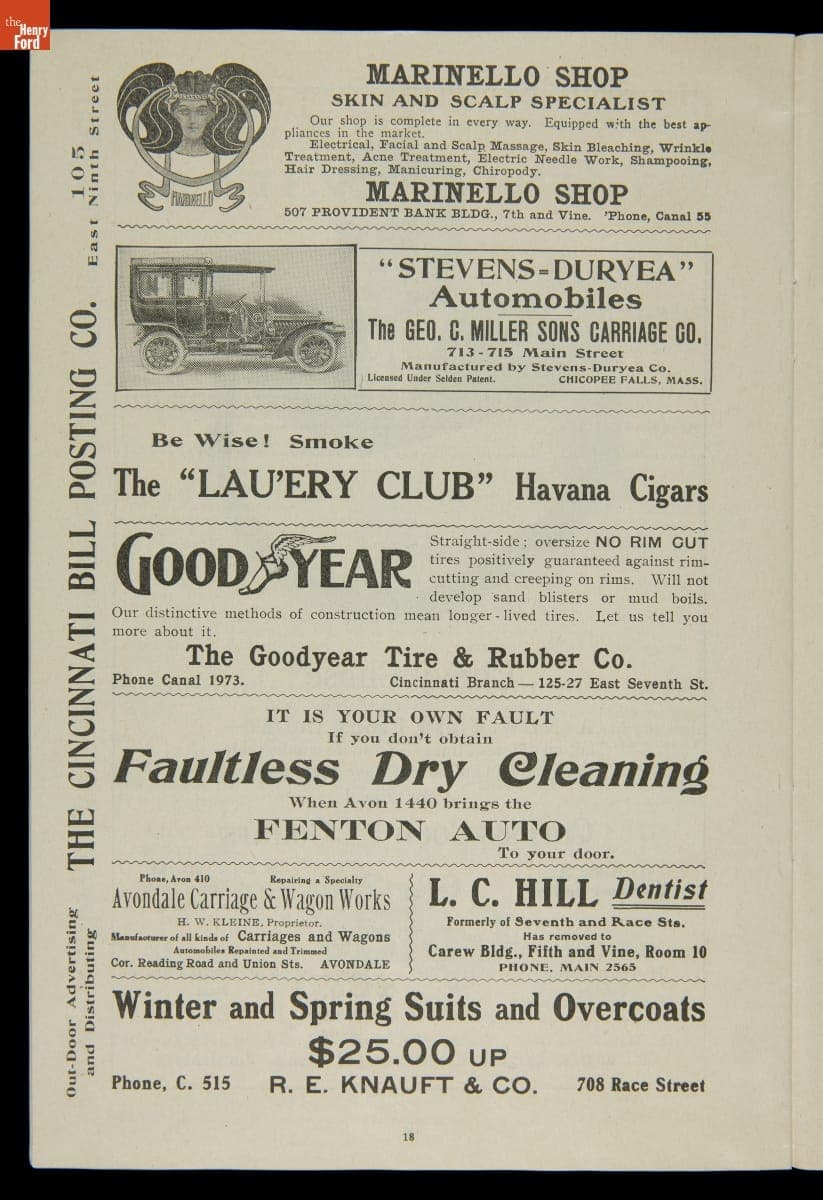 the
Henry
Ford
MARINELLO
MARINELLO SHOP
SKIN AND SCALP SPECIALIST
Our shop is complete in every way. Equipped with the best ap-
pliances in the market.
Electrical, Facial and Scalp Massage, Skin Bleaching, Wrinkle
Treatment, Acne Treatment, Electric Needle Work, Shampooing,
Hair Dressing, Manicuring, Chiropody.
MARINELLO SHOP
507 PROVIDENT BANK BLDG., 7th and Vine. 'Phone, Canal 55
"STEVENS-DURYEA"
Automobiles
The GEO. C. MILLER SONS CARRIAGE CO.
713-715 Main Street
Manufactured by Stevens-Duryea Co.
Licensed Under Selden Patent. CHICOPEE FALLS, MASS.
Be Wise! Smoke
The "LAU'ERY CLUB" Havana Cigars
GOODYEAR
Straight-side; oversize NO RIM CUT
tires positively guaranteed against rim-
cutting and creeping on rims. Will not
develop sand blisters or mud boils.
Our distinctive methods of construction mean longer-lived tires. Let us tell you
more about it.
The Goodyear Tire & Rubber Co.
Phone Canal 1973. Cincinnati Branch — 125-27 East Seventh St.
IT IS YOUR OWN FAULT
If you don't obtain
Faultless Dry Cleaning
When Avon 1440 brings the
FENTON AUTO
To your door.
Phone, Avon 410 Repairing a Specialty
Avondale Carriage & Wagon Works
H. W. KLEINE, Proprietor.
Manufacturer of all kinds of Carriages and Wagons
Automobiles Repainted and Trimmed
Cor. Reading Road and Union Sts. AVONDALE
L. C. HILL Dentist
Formerly of Seventh and Race Sts.
Has removed to
Carew Bldg., Fifth and Vine, Room 10
PHONE, MAIN 2565
Winter and Spring Suits and Overcoats
$25.00 UP
Phone, C. 515 R. E. KNAUFT & CO. 708 Race Street
Out-Door Advertising
and Distributing
THE CINCINNATI BILL POSTING CO.
105
East Ninth Street
18